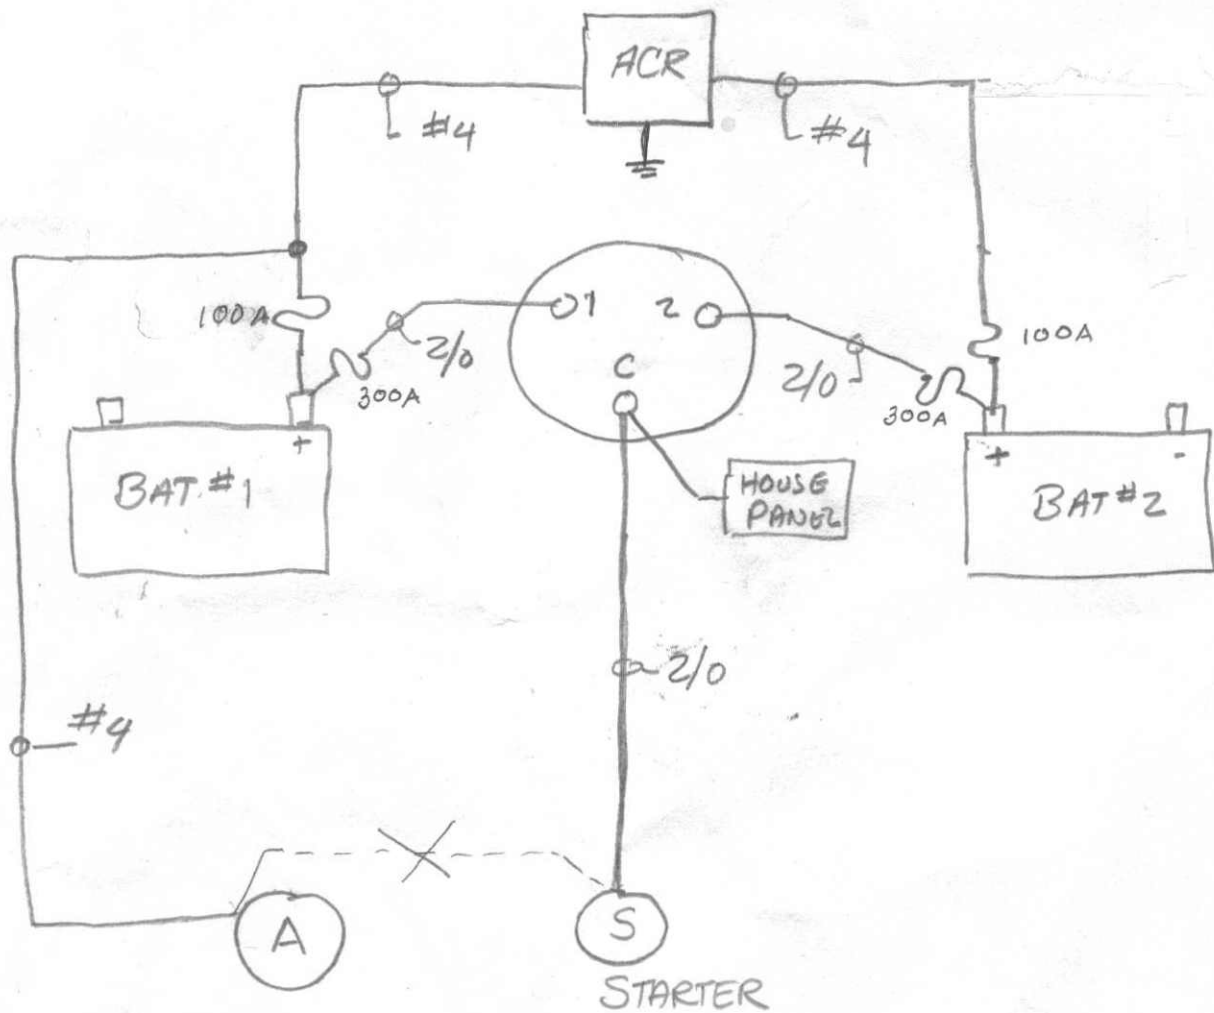 ACR
#4
#4
1
2
C
100A
2/0
300A
2/0
300A
100A
+
BAT #1
HOUSE
PANEL
+
-
BAT #2
2/0
#4
A
S
STARTER